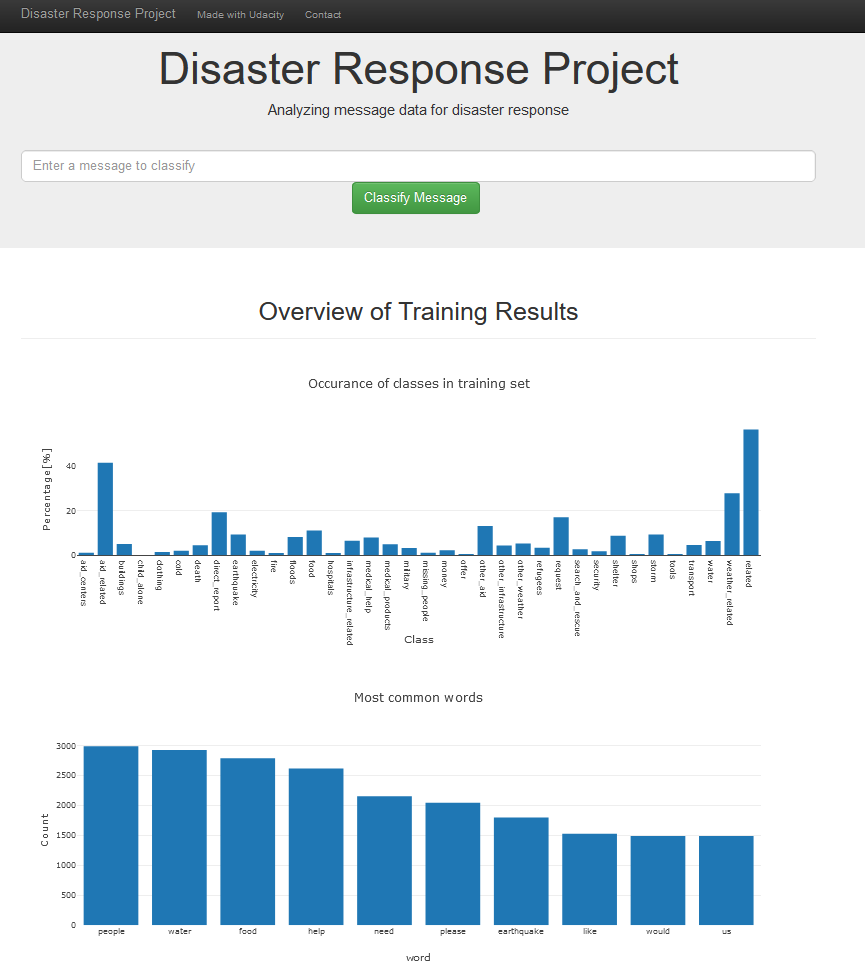 Disaster Response Project Made with Udacity Contact
Disaster Response Project
Analyzing message data for disaster response
Enter a message to classify
Classify Message
Overview of Training Results
Occurance of classes in training set
Percentage[%]
40
20
0
aid_centers
aid_related
buildings
child_alone
clothing
cold
death
direct_report
earthquake
electricity
fire
floods
food
hospitals
infrastructure_related
medical_help
medical_products
military
missing_people
money
offer
other_aid
other_infrastructure
other_weather
refugees
request
search_and_rescue
security
shelter
shops
storm
tools
transport
water
weather_related
related
Class
Most common words
Count
3000
2500
2000
1500
1000
500
0
people water food help need please earthquake like would us
word